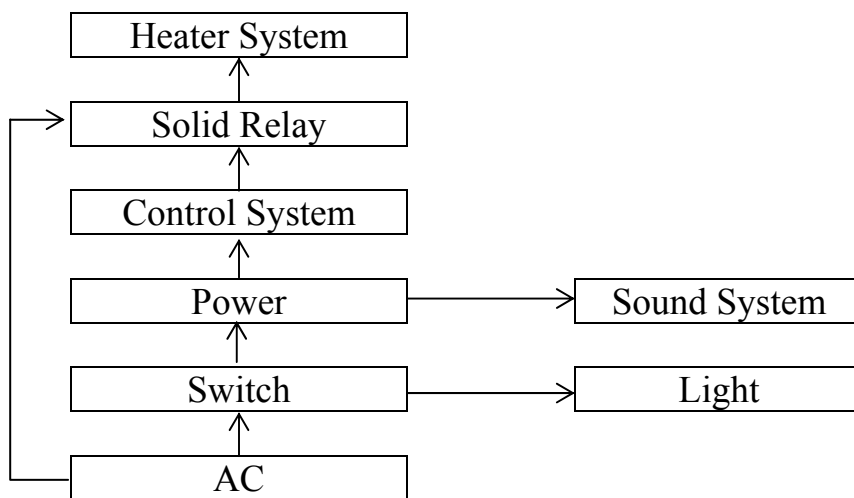 Heater System
Solid Relay
Control System
Power
Sound System
Switch
Light
AC